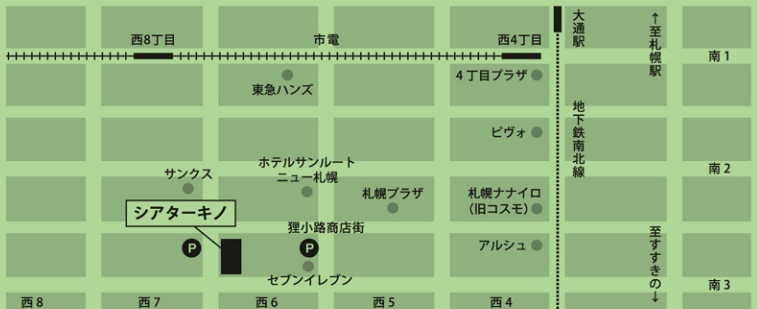 大通駅
↑至札幌駅
西8丁目
市電
西4丁目
南1
東急ハンズ
4丁目プラザ
地下鉄南北線
ピヴォ
ホテルサンルート
ニュー札幌
サンクス
札幌プラザ
札幌ナナイロ
(旧コスモ)
南2
シアターキノ
狸小路商店街
P
P
アルシュ
至すすきの↓
セブンイレブン
南3
西8
西7
西6
西5
西4